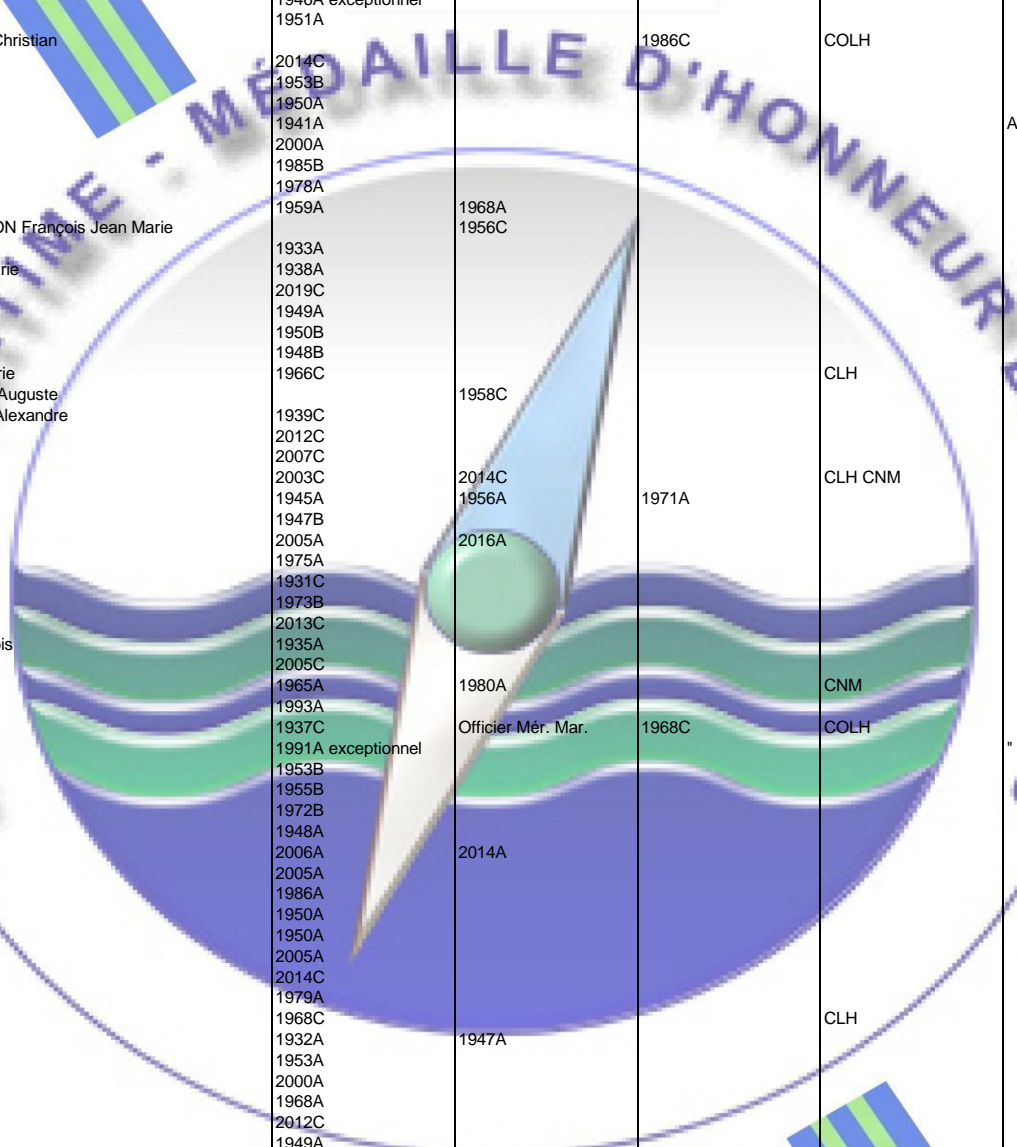 1951A
Christian 1986C COLH
2014C
1953B
1950A
1941A A
2000A
1985B
1978A
1959A 1968A
ON François Jean Marie 1956C
1933A
rie 1938A
2019C
1949A
1950B
1948B
rie 1966C CLH
Auguste 1958C
Alexandre 1939C
2012C
2007C
2003C 2014C CLH CNM
1945A 1956A 1971A
1947B
2005A 2016A
1975A
1931C
1973B
2013C
is 1935A
2005C
1965A 1980A CNM
1993A
1937C Officier Mér. Mar. 1968C COLH
1991A exceptionnel "
1953B
1955B
1972B
1948A
2006A 2014A
2005A
1986A
1950A
1950A
2005A
2014C
1979A
1968C CLH
1932A 1947A
1953A
2000A
1968A
2012C
1949A
TIME - MÉDAILLE D'HONNEUR